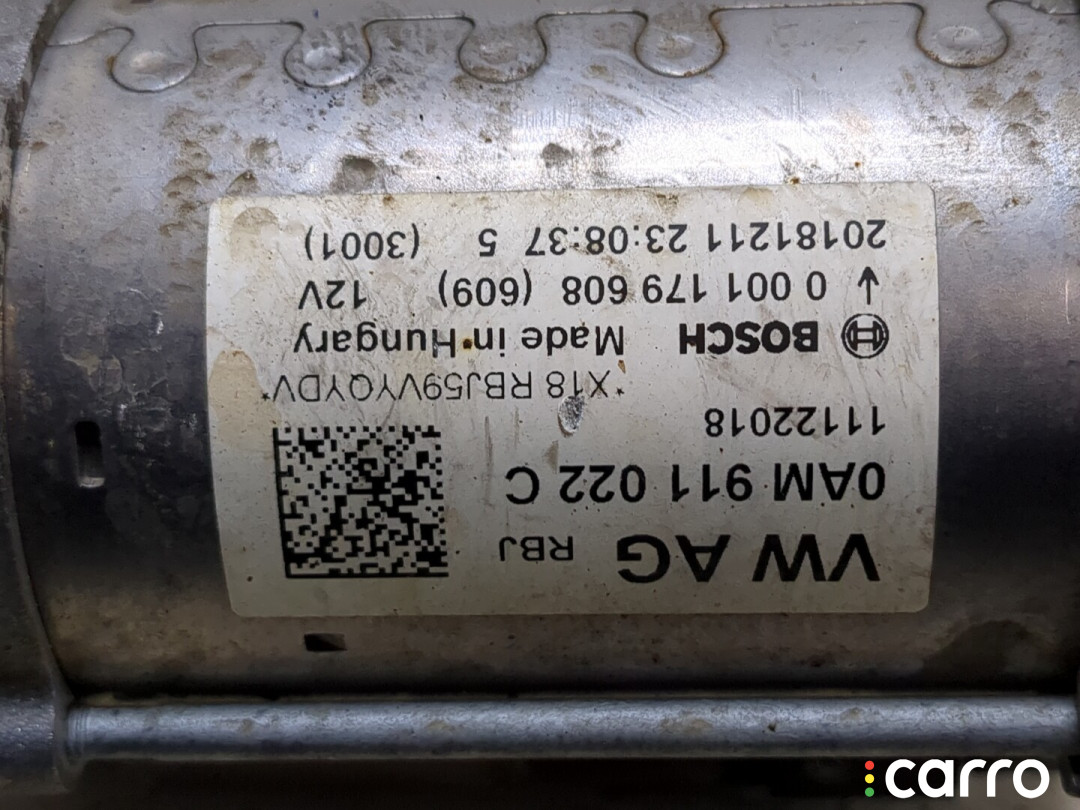 VW AG RBJ
0AM 911 022 C
11122018
*X18 RBJ59VYQYDV*
BOSCH Made in Hungary
0 001 179 608 (609) 12V
20181211 23:08:37 5 (3001)
carro